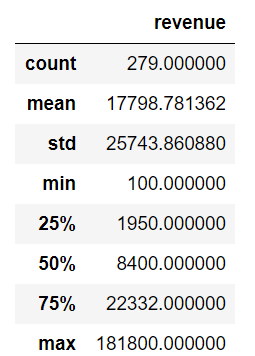 revenue
count 279.000000
mean 17798.781362
std 25743.860880
min 100.000000
25% 1950.000000
50% 8400.000000
75% 22332.000000
max 181800.000000